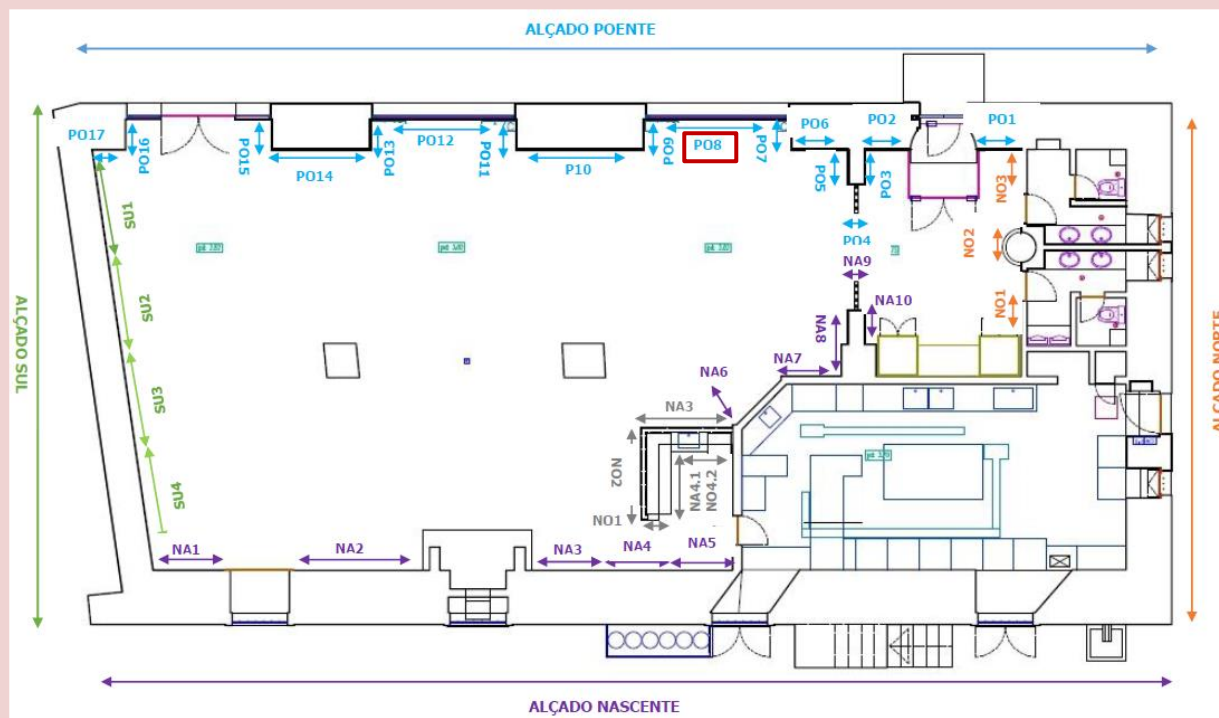 ALÇADO POENTE
PO17
PO16
PO15
PO14
PO13
PO12
PO11
P10
PO9
PO8
PO7
PO6
PO5
PO2
PO3
PO1
NO3
PO4
NO2
NA9
NO1
NA10
NA8
NA7
NA6
SU1
SU2
SU3
SU4
ALÇADO SUL
ALÇADO NORTE
NA3
NO2
NA4.1
NO4.2
NO1
NA1
NA2
NA3
NA4
NA5
ALÇADO NASCENTE